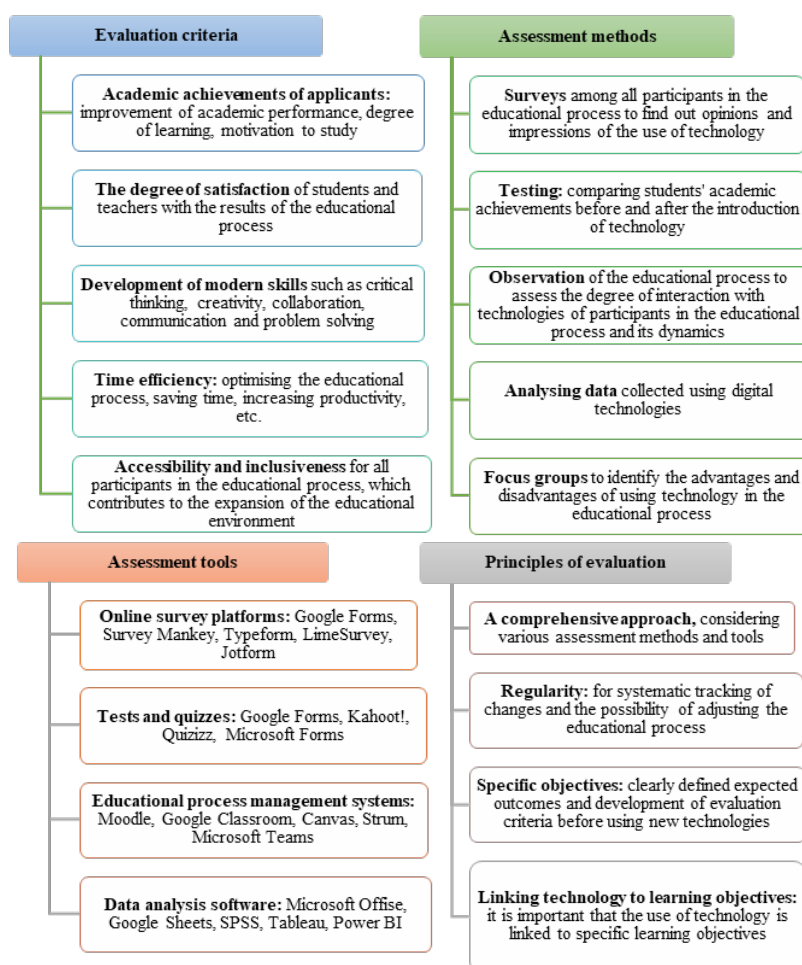 Evaluation criteria
Academic achievements of applicants:
improvement of academic performance, degree
of learning, motivation to study
The degree of satisfaction of students and
teachers with the results of the educational
process
Development of modern skills such as critical
thinking, creativity, collaboration,
communication and problem solving
Time efficiency: optimising the educational
process, saving time, increasing productivity,
etc.
Accessibility and inclusiveness for all
participants in the educational process, which
contributes to the expansion of the educational
environment
Assessment methods
Surveys among all participants in the
educational process to find out opinions and
impressions of the use of technology
Testing: comparing students' academic
achievements before and after the introduction
of technology
Observation of the educational process to
assess the degree of interaction with
technologies of participants in the educational
process and its dynamics
Analysing data collected using digital
technologies
Focus groups to identify the advantages and
disadvantages of using technology in the
educational process
Assessment tools
Online survey platforms: Google Forms,
Survey Mankey, Typeform, LimeSurvey,
Jotform
Tests and quizzes: Google Forms, Kahoot!,
Quizizz, Microsoft Forms
Educational process management systems:
Moodle, Google Classroom, Canvas, Strum,
Microsoft Teams
Data analysis software: Microsoft Offise,
Google Sheets, SPSS, Tableau, Power BI
Principles of evaluation
A comprehensive approach, considering
various assessment methods and tools
Regularity: for systematic tracking of
changes and the possibility of adjusting the
educational process
Specific objectives: clearly defined expected
outcomes and development of evaluation
criteria before using new technologies
Linking technology to learning objectives:
it is important that the use of technology is
linked to specific learning objectives